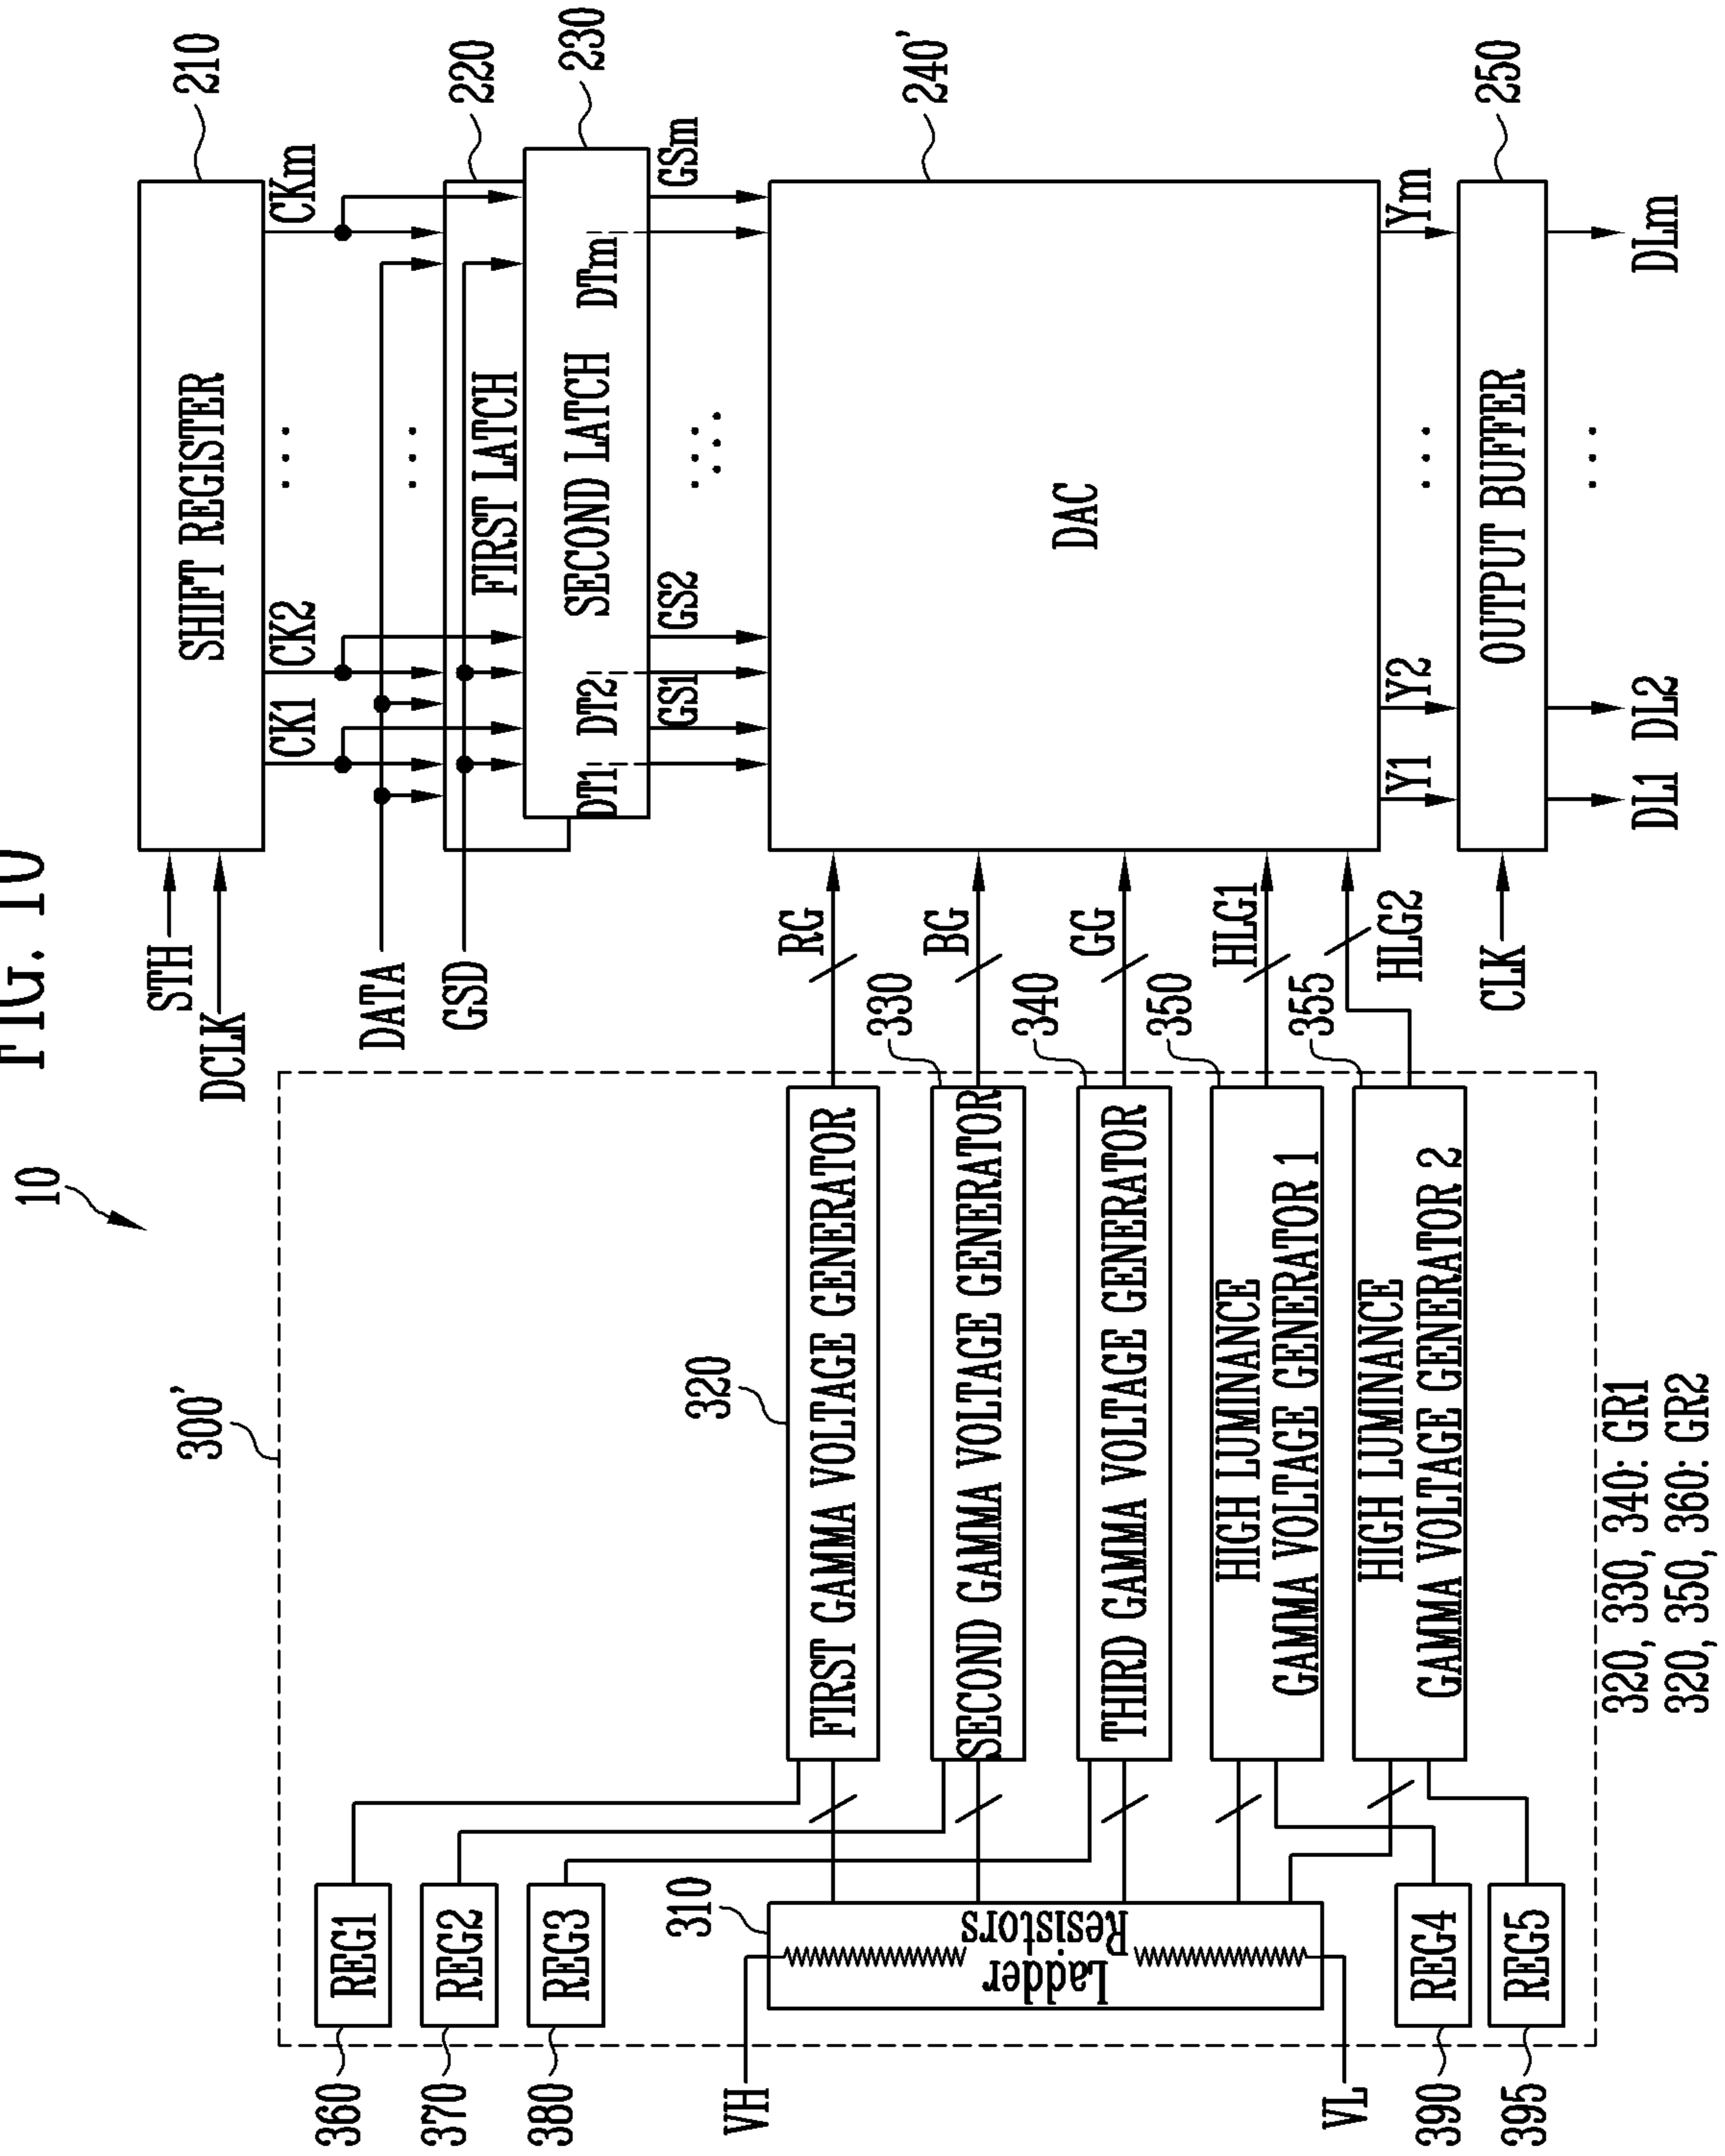 FIG. 10
10
300'
STH
DCLK
SHIFT REGISTER
210
CK1
CK2
...
CKm
DATA
GSD
...
FIRST LATCH
220
SECOND LATCH
230
DT1
DT2
DTm
GS1
GS2
...
...
GSm
DAC
240'
RG
BG
GG
HLG1
HLG2
Y1
Y2
...
Ym
CLK
OUTPUT BUFFER
250
DL1
DL2
...
DLm
REG1
360
REG2
370
REG3
380
VH
310
Ladder
Resistors
VL
REG4
390
REG5
395
320
FIRST GAMMA VOLTAGE GENERATOR
330
SECOND GAMMA VOLTAGE GENERATOR
340
THIRD GAMMA VOLTAGE GENERATOR
350
HIGH LUMINANCE
GAMMA VOLTAGE GENERATOR 1
355
HIGH LUMINANCE
GAMMA VOLTAGE GENERATOR 2
320, 330, 340: GR1
320, 350, 360: GR2